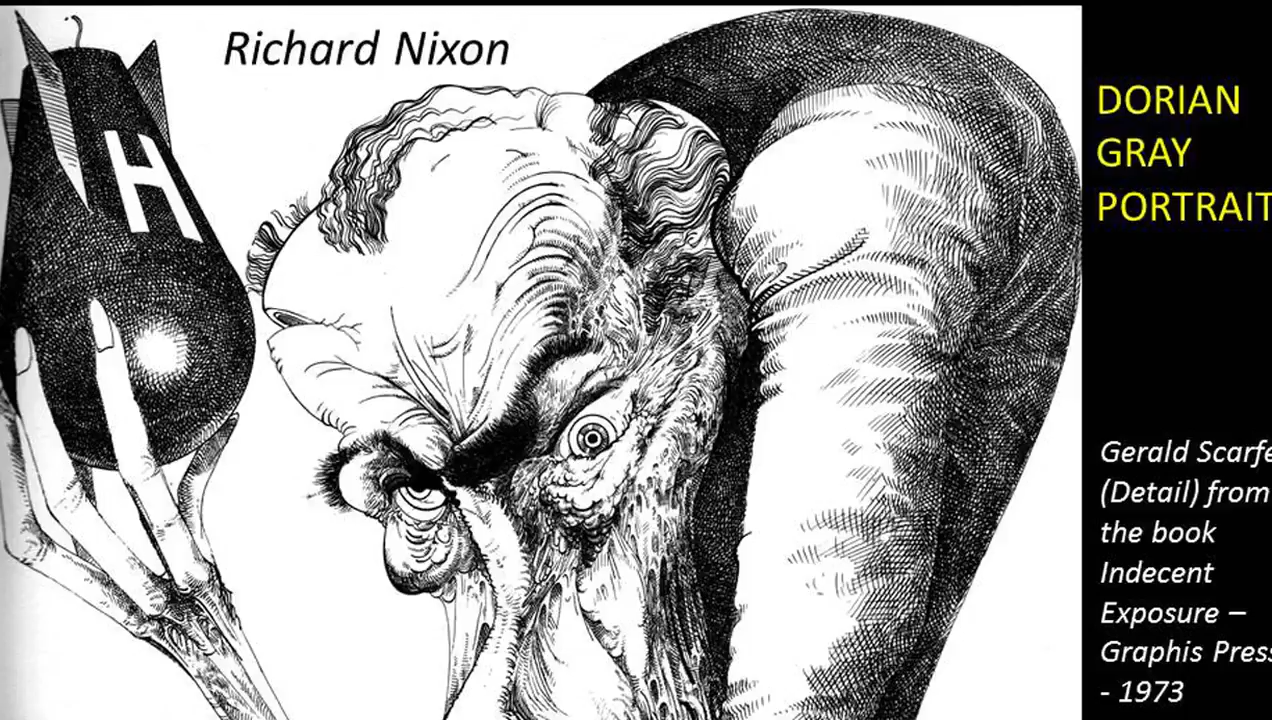 Richard Nixon
H
DORIAN
GRAY
PORTRAIT
Gerald Scarfe
(Detail) from
the book
Indecent
Exposure –
Graphis Press
- 1973